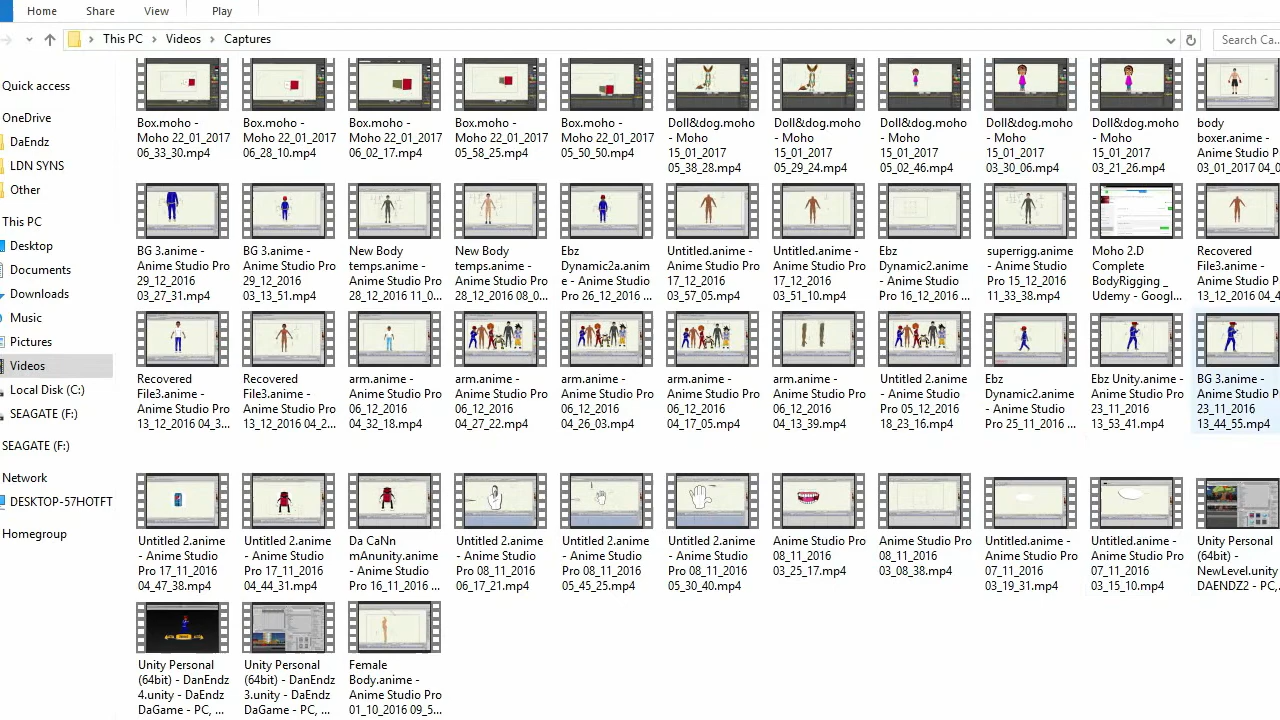 Home Share View Play
This PC Videos Captures
Search Ca...
Quick access
OneDrive
DaEndz
LDN SYNS
Other
This PC
Desktop
Documents
Downloads
Music
Pictures
Videos
Local Disk (C:)
SEAGATE (F:)
SEAGATE (F:)
Network
DESKTOP-57HOTFT
Homegroup
Box.moho -
Moho 22_01_2017
06_33_30.mp4
Box.moho -
Moho 22_01_2017
06_28_10.mp4
Box.moho -
Moho 22_01_2017
06_02_17.mp4
Box.moho -
Moho 22_01_2017
05_58_25.mp4
Box.moho -
Moho 22_01_2017
05_50_50.mp4
Doll&dog.moho
- Moho
15_01_2017
05_38_28.mp4
Doll&dog.moho
- Moho
15_01_2017
05_29_24.mp4
Doll&dog.moho
- Moho
15_01_2017
05_02_46.mp4
Doll&dog.moho
- Moho
15_01_2017
03_30_06.mp4
Doll&dog.moho
- Moho
15_01_2017
03_21_26.mp4
body
boxer.anime -
Anime Studio P
03_01_2017 04_0
BG 3.anime -
Anime Studio Pro
29_12_2016
03_27_31.mp4
BG 3.anime -
Anime Studio Pro
29_12_2016
03_13_51.mp4
New Body
temps.anime -
Anime Studio Pro
28_12_2016 11_0...
New Body
temps.anime -
Anime Studio Pro
28_12_2016 08_0...
Ebz
Dynamic2a.anim
e - Anime Studio
Pro 26_12_2016 ...
Untitled.anime -
Anime Studio Pro
17_12_2016
03_57_05.mp4
Untitled.anime -
Anime Studio Pro
17_12_2016
03_51_10.mp4
Ebz
Dynamic2.anime
- Anime Studio
Pro 16_12_2016 ...
superrigg.anime
- Anime Studio
Pro 15_12_2016
11_33_38.mp4
Moho 2.D
Complete
BodyRigging _
Udemy - Googl...
Recovered
File3.anime -
Anime Studio P
13_12_2016 04_4
Recovered
File3.anime -
Anime Studio Pro
13_12_2016 04_3...
Recovered
File3.anime -
Anime Studio Pro
13_12_2016 04_2...
arm.anime -
Anime Studio Pro
06_12_2016
04_32_18.mp4
arm.anime -
Anime Studio Pro
06_12_2016
04_27_22.mp4
arm.anime -
Anime Studio Pro
06_12_2016
04_26_03.mp4
arm.anime -
Anime Studio Pro
06_12_2016
04_17_05.mp4
arm.anime -
Anime Studio Pro
06_12_2016
04_13_39.mp4
Untitled 2.anime
- Anime Studio
Pro 05_12_2016
18_23_16.mp4
Ebz
Dynamic2.anime
- Anime Studio
Pro 25_11_2016 ...
Ebz Unity.anime -
Anime Studio Pro
23_11_2016
13_53_41.mp4
BG 3.anime -
Anime Studio P
23_11_2016
13_44_55.mp4
Untitled 2.anime
- Anime Studio
Pro 17_11_2016
04_47_38.mp4
Untitled 2.anime
- Anime Studio
Pro 17_11_2016
04_44_31.mp4
Da CaNn
mAnunity.anime
- Anime Studio
Pro 16_11_2016 ...
Untitled 2.anime
- Anime Studio
Pro 08_11_2016
06_17_21.mp4
Untitled 2.anime
- Anime Studio
Pro 08_11_2016
05_45_25.mp4
Untitled 2.anime
- Anime Studio
Pro 08_11_2016
05_30_40.mp4
Anime Studio Pro
08_11_2016
03_25_17.mp4
Anime Studio Pro
08_11_2016
03_08_38.mp4
Untitled.anime -
Anime Studio Pro
07_11_2016
03_19_31.mp4
Untitled.anime -
Anime Studio Pro
07_11_2016
03_15_10.mp4
Unity Personal
(64bit) -
NewLevel.unity
DAENDZ2 - PC,
Unity Personal
(64bit) - DanEndz
4.unity - DaEndz
DaGame - PC, ...
Unity Personal
(64bit) - DanEndz
3.unity - DaEndz
DaGame - PC, ...
Female
Body.anime -
Anime Studio Pro
01_10_2016 09_5...